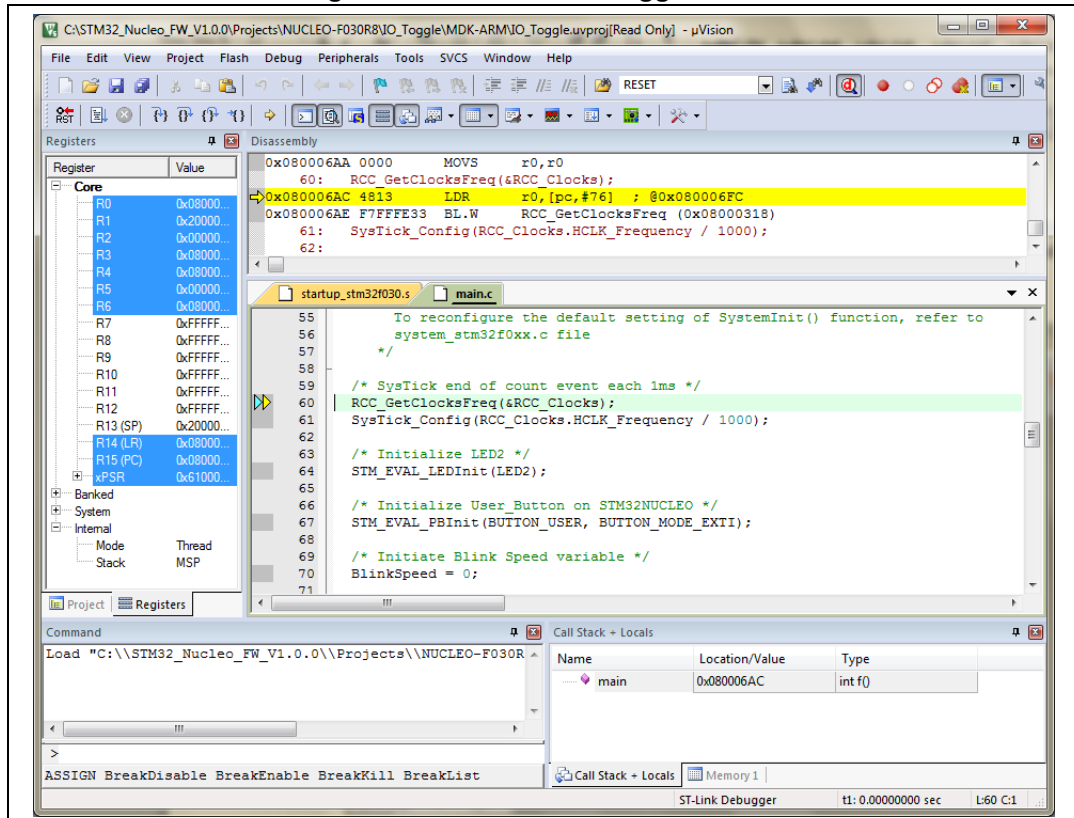 C:\STM32_Nucleo_FW_V1.0.0\Projects\NUCLEO-F030R8\IO_Toggle\MDK-ARM\IO_Toggle.uvproj[Read Only] - µVision
File Edit View Project Flash Debug Peripherals Tools SVCS Window Help
RESET
RST
Registers
Register Value
Core
R0 0x08000...
R1 0x20000...
R2 0x00000...
R3 0x08000...
R4 0x08000...
R5 0x00000...
R6 0x08000...
R7 0xFFFFF...
R8 0xFFFFF...
R9 0xFFFFF...
R10 0xFFFFF...
R11 0xFFFFF...
R12 0xFFFFF...
R13 (SP) 0x20000...
R14 (LR) 0x08000...
R15 (PC) 0x08000...
xPSR 0x61000...
Banked
System
Internal
Mode Thread
Stack MSP
Project Registers
Disassembly
0x080006AA 0000 MOVS r0,r0
60: RCC_GetClocksFreq(&RCC_Clocks);
0x080006AC 4813 LDR r0,[pc,#76] ; @0x080006FC
0x080006AE F7FFFE33 BL.W RCC_GetClocksFreq (0x08000318)
61: SysTick_Config(RCC_Clocks.HCLK_Frequency / 1000);
62:
startup_stm32f030.s main.c
55 To reconfigure the default setting of SystemInit() function, refer to
56 system_stm32f0xx.c file
57 */
58
59 /* SysTick end of count event each 1ms */
60 RCC_GetClocksFreq(&RCC_Clocks);
61 SysTick_Config(RCC_Clocks.HCLK_Frequency / 1000);
62
63 /* Initialize LED2 */
64 STM_EVAL_LEDInit(LED2);
65
66 /* Initialize User_Button on STM32NUCLEO */
67 STM_EVAL_PBInit(BUTTON_USER, BUTTON_MODE_EXTI);
68
69 /* Initiate Blink Speed variable */
70 BlinkSpeed = 0;
71
Command
Load "C:\\STM32_Nucleo_FW_V1.0.0\\Projects\\NUCLEO-F030R
>
ASSIGN BreakDisable BreakEnable BreakKill BreakList
Call Stack + Locals
Name Location/Value Type
main 0x080006AC int f()
Call Stack + Locals Memory 1
ST-Link Debugger t1: 0.00000000 sec L:60 C:1